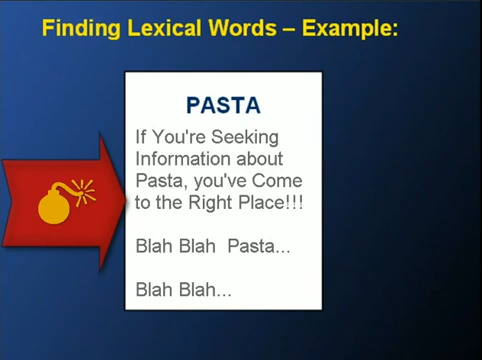 Finding Lexical Words – Example:
PASTA
If You're Seeking
Information about
Pasta, you've Come
to the Right Place!!!
Blah Blah  Pasta...
Blah Blah...